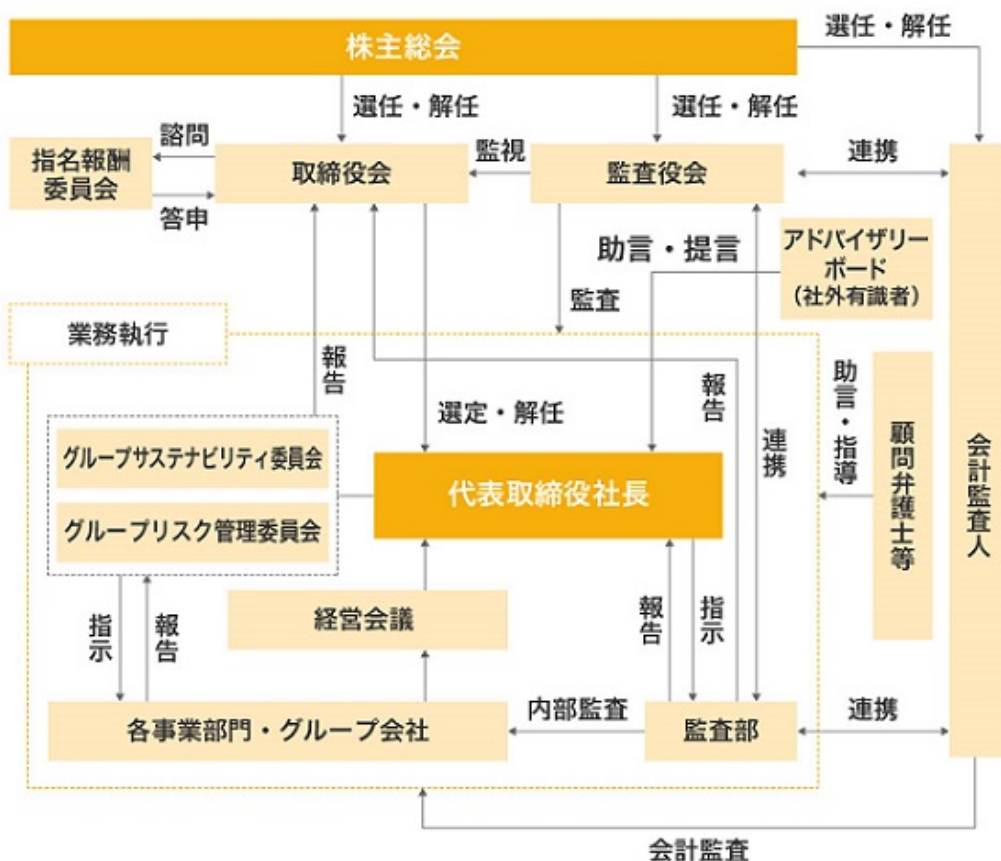 株主総会
選任・解任
選任・解任
選任・解任
諮問
指名報酬
委員会
答申
取締役会
監視
監査役会
連携
助言・提言
アドバイザリー
ボード
（社外有識者）
監査
業務執行
報告
選定・解任
報告
連携
助言・指導
顧問弁護士等
会計監査人
グループサステナビリティ委員会
グループリスク管理委員会
代表取締役社長
指示
報告
経営会議
報告
指示
各事業部門・グループ会社
内部監査
監査部
連携
会計監査